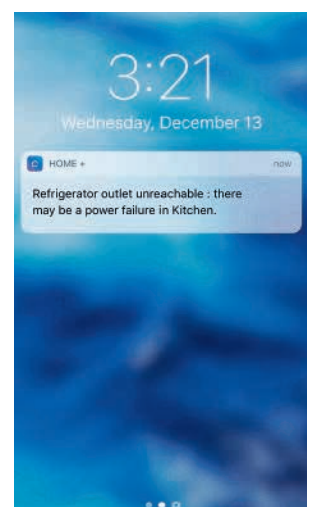 3:21
Wednesday, December 13
HOME +
now
Refrigerator outlet unreachable : there
may be a power failure in Kitchen.